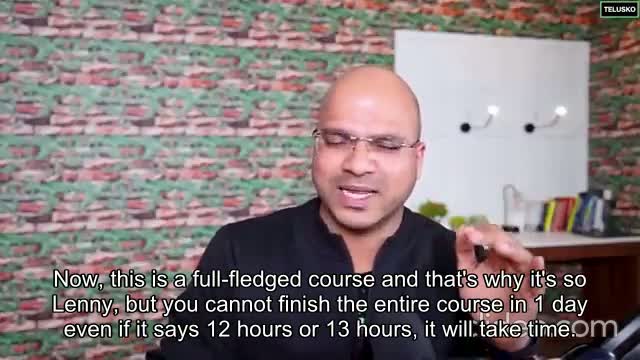 TELUSKO
Now, this is a full-fledged course and that's why it's so
Lenny, but you cannot finish the entire course in 1 day
even if it says 12 hours or 13 hours, it will take time.